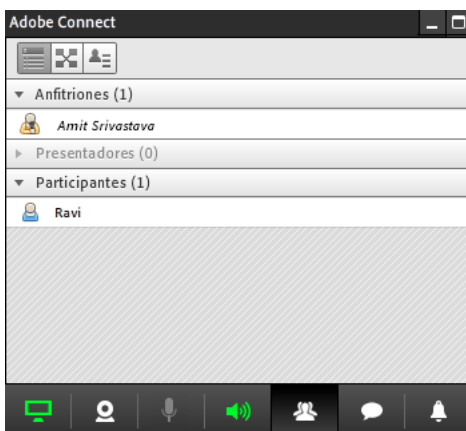 Adobe Connect
Anfitriones (1)
Amit Srivastava
Presentadores (0)
Participantes (1)
Ravi